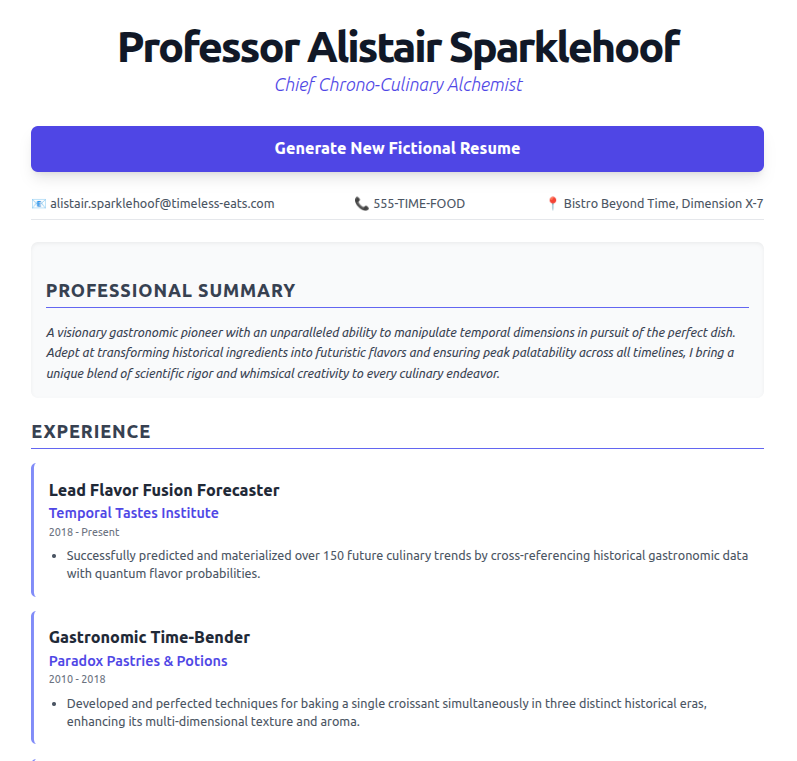 Professor Alistair Sparklehoof
Chief Chrono-Culinary Alchemist
Generate New Fictional Resume
📧 alistair.sparklehoof@timeless-eats.com
📞 555-TIME-FOOD
📍 Bistro Beyond Time, Dimension X-7
PROFESSIONAL SUMMARY
A visionary gastronomic pioneer with an unparalleled ability to manipulate temporal dimensions in pursuit of the perfect dish.
Adept at transforming historical ingredients into futuristic flavors and ensuring peak palatability across all timelines, I bring a
unique blend of scientific rigor and whimsical creativity to every culinary endeavor.
EXPERIENCE
Lead Flavor Fusion Forecaster
Temporal Tastes Institute
2018 - Present
• Successfully predicted and materialized over 150 future culinary trends by cross-referencing historical gastronomic data
with quantum flavor probabilities.
Gastronomic Time-Bender
Paradox Pastries & Potions
2010 - 2018
• Developed and perfected techniques for baking a single croissant simultaneously in three distinct historical eras,
enhancing its multi-dimensional texture and aroma.